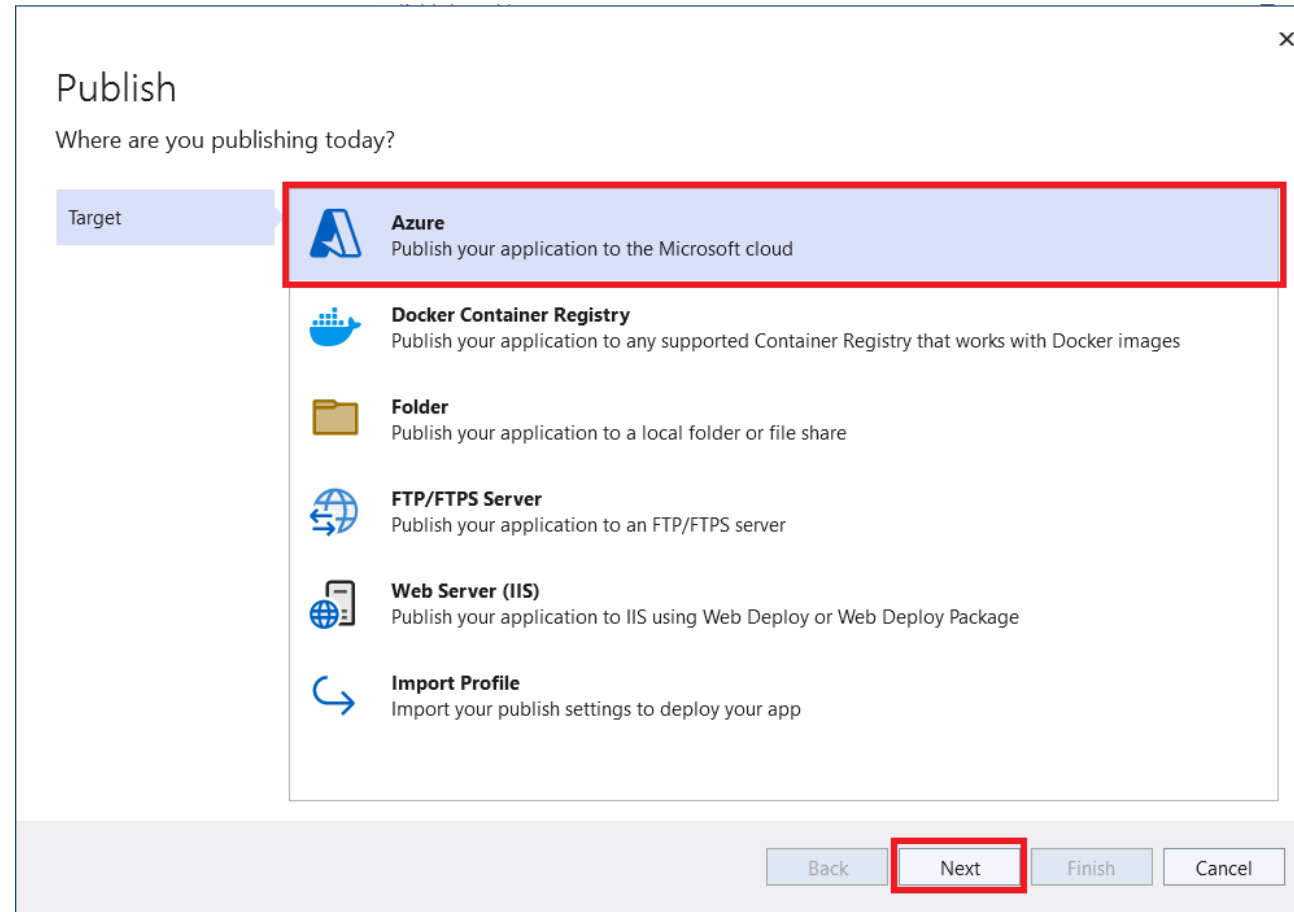 Publish
Where are you publishing today?
Target
Azure
Publish your application to the Microsoft cloud
Docker Container Registry
Publish your application to any supported Container Registry that works with Docker images
Folder
Publish your application to a local folder or file share
FTP/FTPS Server
Publish your application to an FTP/FTPS server
Web Server (IIS)
Publish your application to IIS using Web Deploy or Web Deploy Package
Import Profile
Import your publish settings to deploy your app
Back
Next
Finish
Cancel